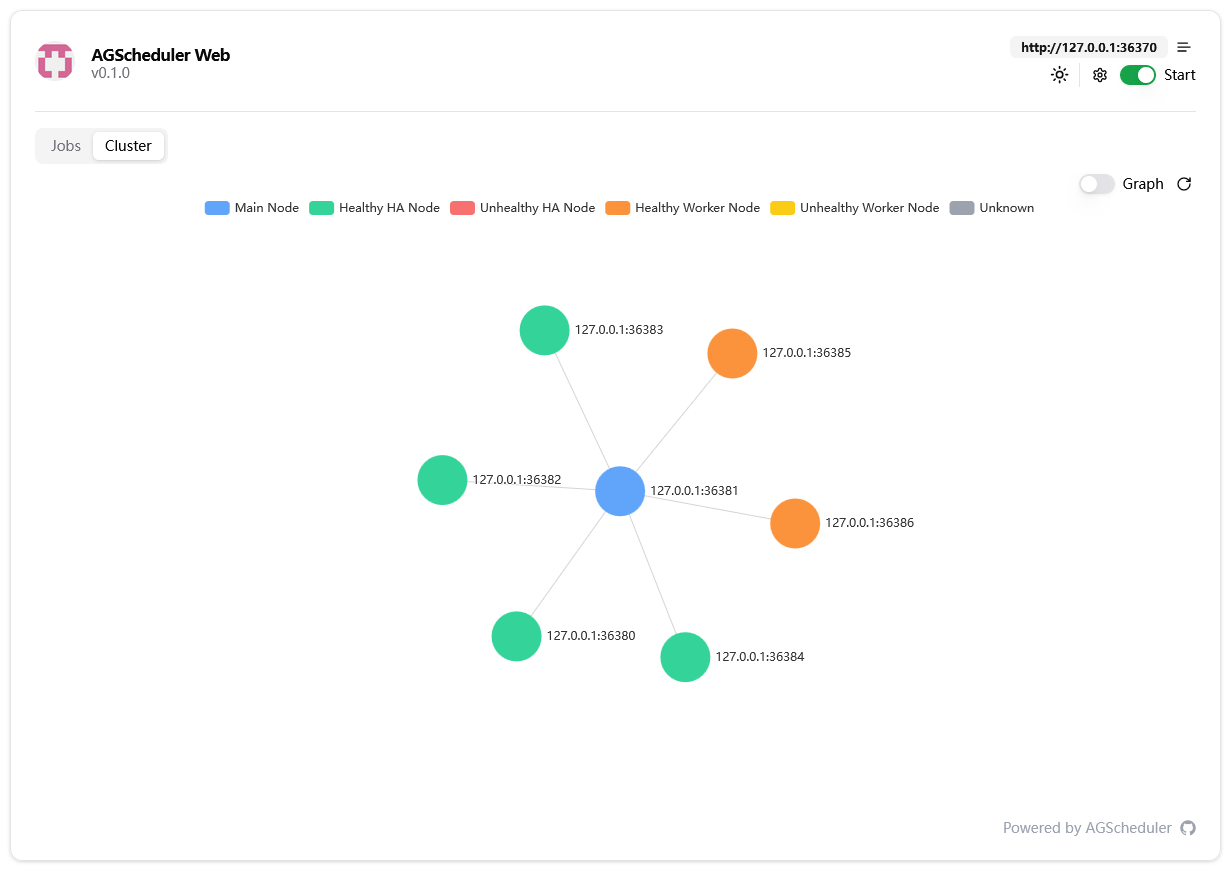 AGScheduler Web
v0.1.0
http://127.0.0.1:36370
Start
Jobs
Cluster
Graph
Main Node
Healthy HA Node
Unhealthy HA Node
Healthy Worker Node
Unhealthy Worker Node
Unknown
127.0.0.1:36383
127.0.0.1:36385
127.0.0.1:36382
127.0.0.1:36381
127.0.0.1:36386
127.0.0.1:36380
127.0.0.1:36384
Powered by AGScheduler